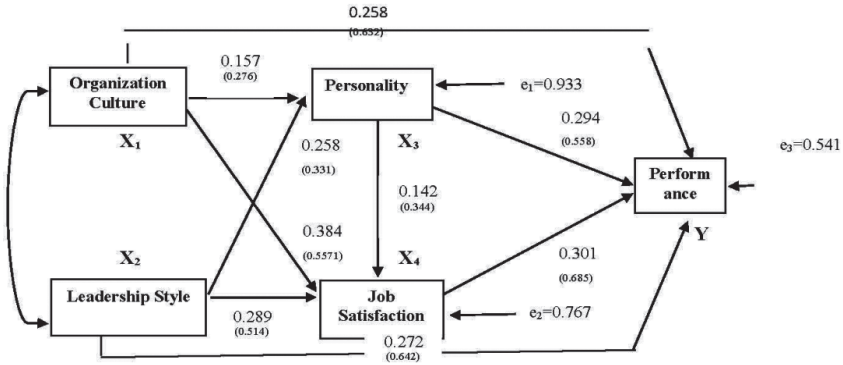 0.258
(0.632)
Organization
Culture
X1
0.157
(0.276)
Personality
X3
e1=0.933
0.294
(0.558)
e3=0.541
0.258
(0.331)
0.142
(0.344)
Perform
ance
Y
0.384
(0.5571)
X2
X4
0.301
(0.685)
Leadership Style
0.289
(0.514)
Job
Satisfaction
e2=0.767
0.272
(0.642)